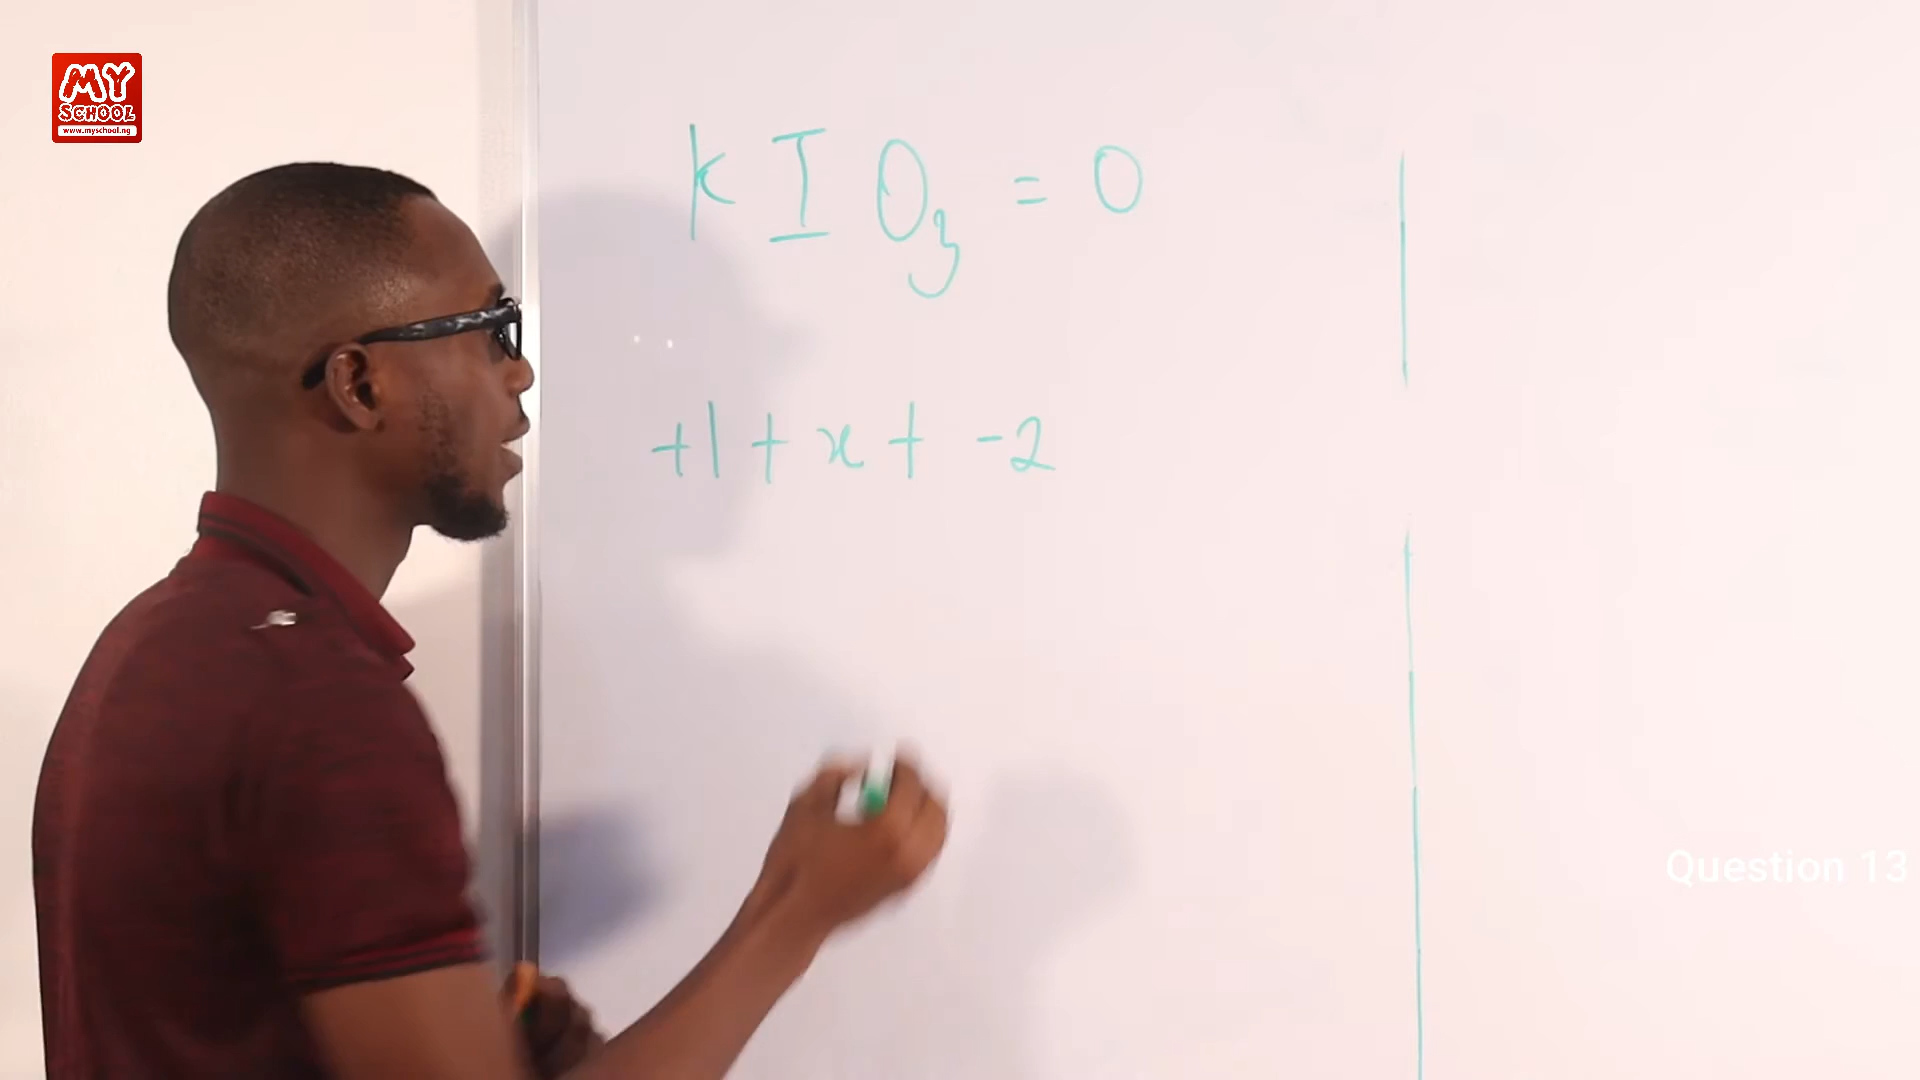 MY
SCHOOL
www.myschool.ng
K I O₃ = 0
+1 + x + -2
Question 13